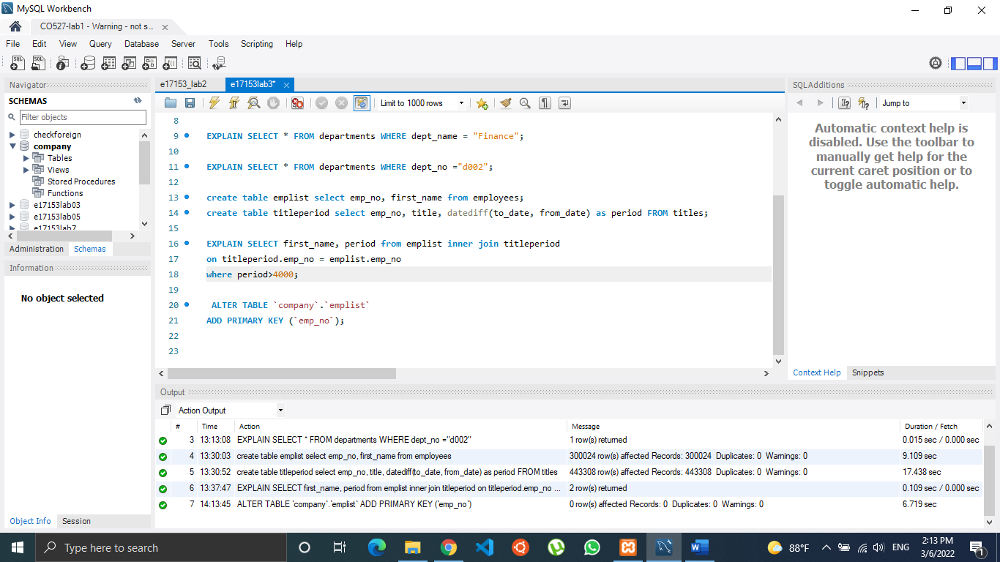 MySQL Workbench
CO527-lab1 - Warning - not s...
File Edit View Query Database Server Tools Scripting Help
Navigator
SCHEMAS
Filter objects
checkforeign
company
Tables
Views
Stored Procedures
Functions
e17153lab03
e17153lab05
e17153lab7
Administration Schemas
Information
No object selected
Object Info Session
e17153_lab2 e17153lab3*
Limit to 1000 rows
8
9 EXPLAIN SELECT * FROM departments WHERE dept_name = "Finance";
10
11 EXPLAIN SELECT * FROM departments WHERE dept_no ="d002";
12
13 create table emplist select emp_no, first_name from employees;
14 create table titleperiod select emp_no, title, datediff(to_date, from_date) as period FROM titles;
15
16 EXPLAIN SELECT first_name, period from emplist inner join titleperiod
17 on titleperiod.emp_no = emplist.emp_no
18 where period>4000;
19
20 ALTER TABLE `company`.`emplist`
21 ADD PRIMARY KEY (`emp_no`);
22
23
SQLAdditions
Jump to
Automatic context help is
disabled. Use the toolbar to
manually get help for the
current caret position or to
toggle automatic help.
Context Help Snippets
Output
Action Output
# Time Action Message Duration / Fetch
3 13:13:08 EXPLAIN SELECT * FROM departments WHERE dept_no ="d002" 1 row(s) returned 0.015 sec / 0.000 sec
4 13:30:03 create table emplist select emp_no, first_name from employees 300024 row(s) affected Records: 300024 Duplicates: 0 Warnings: 0 9.109 sec
5 13:30:52 create table titleperiod select emp_no, title, datediff(to_date, from_date) as period FROM titles 443308 row(s) affected Records: 443308 Duplicates: 0 Warnings: 0 17.438 sec
6 13:37:47 EXPLAIN SELECT first_name, period from emplist inner join titleperiod on titleperiod.emp_no ... 2 row(s) returned 0.109 sec / 0.000 sec
7 14:13:45 ALTER TABLE `company`.`emplist` ADD PRIMARY KEY (`emp_no`) 0 row(s) affected Records: 0 Duplicates: 0 Warnings: 0 6.719 sec
Type here to search
88°F
ENG
2:13 PM
3/6/2022
1